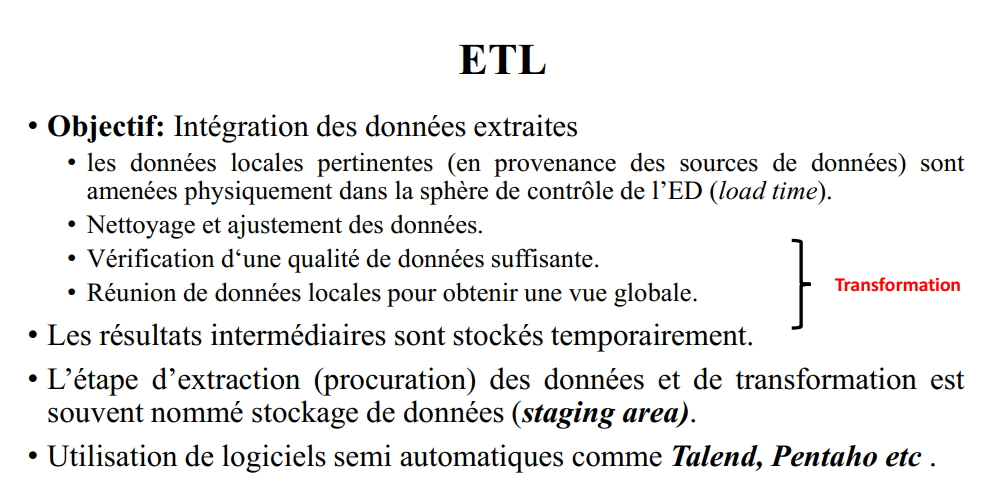 ETL
• Objectif: Intégration des données extraites
• les données locales pertinentes (en provenance des sources de données) sont
amenées physiquement dans la sphère de contrôle de l’ED (load time).
• Nettoyage et ajustement des données.
• Vérification d‘une qualité de données suffisante.
• Réunion de données locales pour obtenir une vue globale.
Transformation
• Les résultats intermédiaires sont stockés temporairement.
• L’étape d’extraction (procuration) des données et de transformation est
souvent nommé stockage de données (staging area).
• Utilisation de logiciels semi automatiques comme Talend, Pentaho etc .